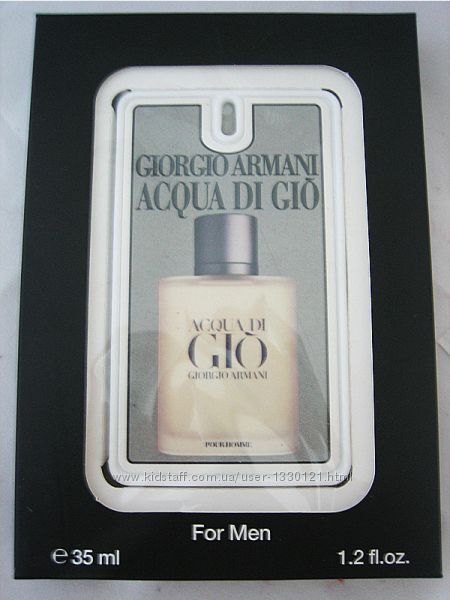 GIORGIO ARMANI
ACQUA DI GIÒ
ACQUA DI
GIÒ
GIORGIO ARMANI
POUR HOMME
www.kidstaff.com.ua/user-1330121.html
For Men
℮ 35 ml 1.2 fl.oz.